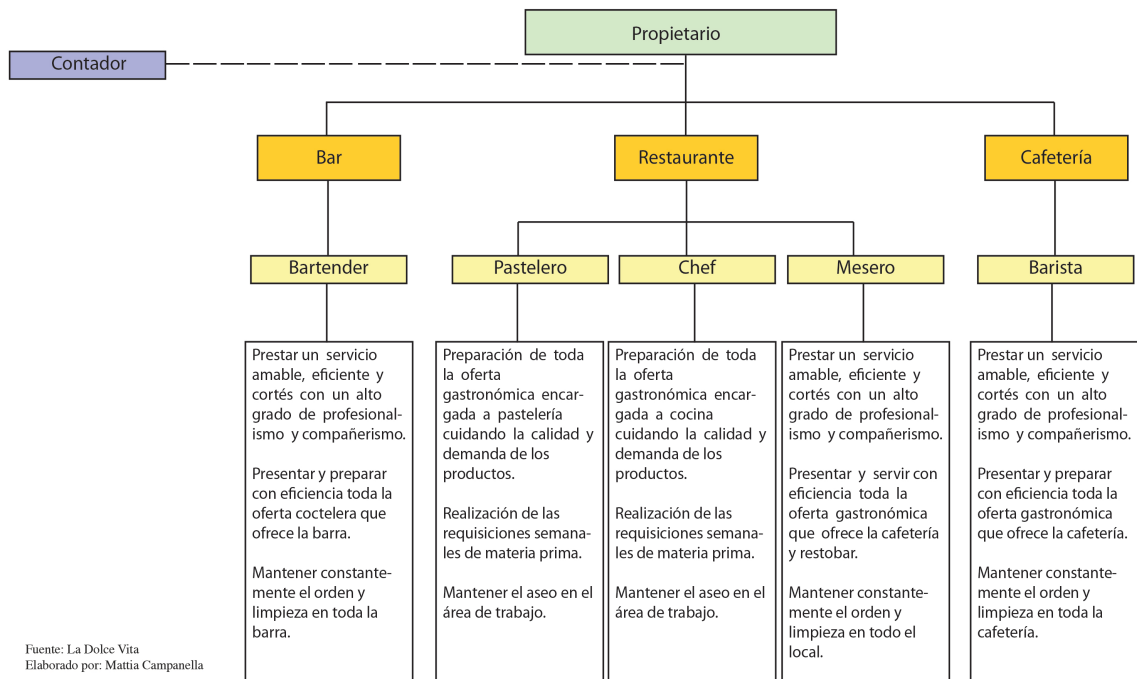 Propietario
Contador
Bar
Restaurante
Cafetería
Bartender
Pastelero
Chef
Mesero
Barista
Prestar un servicio
amable, eficiente y
cortés con un alto
grado de profesional-
ismo y compañerismo.
Presentar y preparar
con eficiencia toda la
oferta coctelera que
ofrece la barra.
Mantener constante-
mente el orden y
limpieza en toda la
barra.
Preparación de toda
la oferta
gastronómica encar-
gada a pastelería
cuidando la calidad y
demanda de los
productos.
Realización de las
requisiciones semana-
les de materia prima.
Mantener el aseo en el
área de trabajo.
Preparación de toda
la oferta
gastronómica encar-
gada a cocina
cuidando la calidad y
demanda de los
productos.
Realización de las
requisiciones semana-
les de materia prima.
Mantener el aseo en el
área de trabajo.
Prestar un servicio
amable, eficiente y
cortés con un alto
grado de profesional-
ismo y compañerismo.
Presentar y servir con
eficiencia toda la
oferta gastronómica
que ofrece la cafetería
y restobar.
Mantener constante-
mente el orden y
limpieza en todo el
local.
Prestar un servicio
amable, eficiente y
cortés con un alto
grado de profesional-
ismo y compañerismo.
Presentar y preparar
con eficiencia toda la
oferta gastronómica
que ofrece la cafetería.
Mantener constante-
mente el orden y
limpieza en toda la
cafetería.
Fuente: La Dolce Vita
Elaborado por: Mattia Campanella